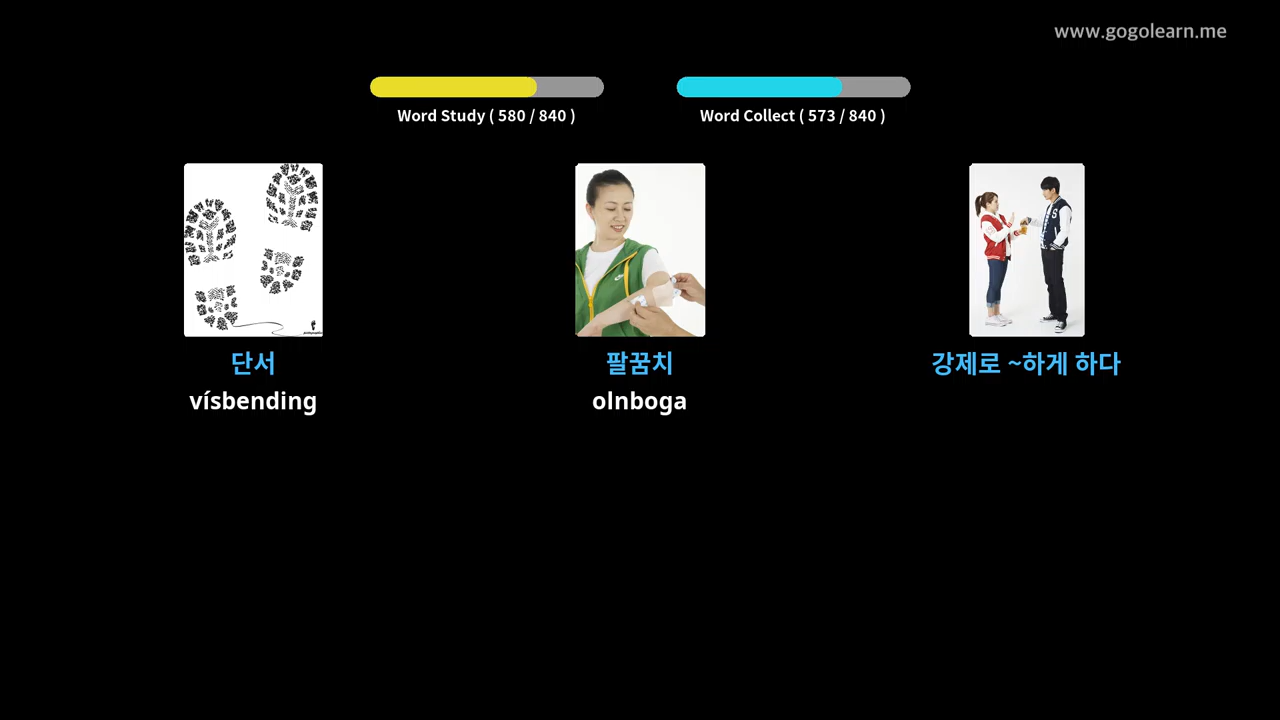 www.gogolearn.me
Word Study ( 580 / 840 )
Word Collect ( 573 / 840 )
단서
팔꿈치
강제로 ~하게 하다
vísbending
olnboga